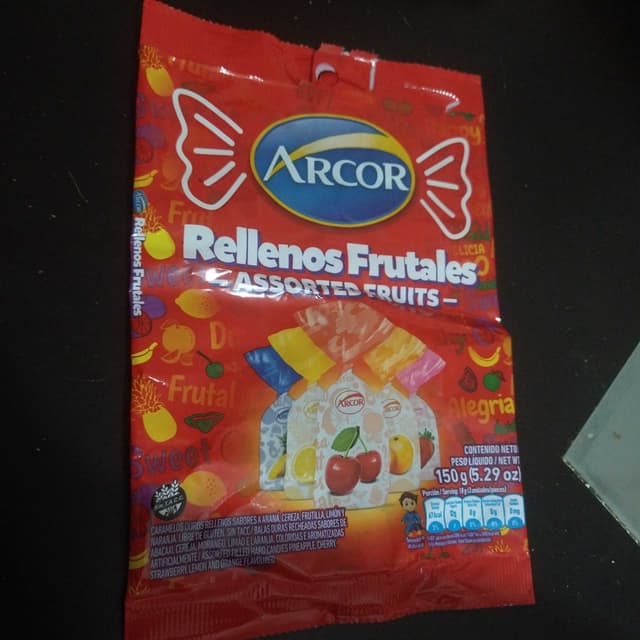 ARCOR
Rellenos Frutales
– ASSORTED FRUITS –
Rellenos Frutales
Frutal
Sweet
Alegria
ARCOR
CONTENIDO NETO
PESO LÍQUIDO / NET WT
150 g (5.29 oz)
SIN T.A.C.C.
DUROS RELLENOS SABORES A ANANÁ, CEREZA, FRUTILLA, LIMÓN Y
NARANJA. LIBRE DE GLUTEN. SIN TACC / BALAS DURAS RECHEADAS SABORES DE
ABACAXI, CEREJA, MORANGO, LIMÃO E LARANJA, COLORIDAS E AROMATIZADAS
ARTIFICIALMENTE / ASSORTED FILLED HARD CANDIES PINEAPPLE, CHERRY,
STRAWBERRY, LEMON AND ORANGE FLAVOURED